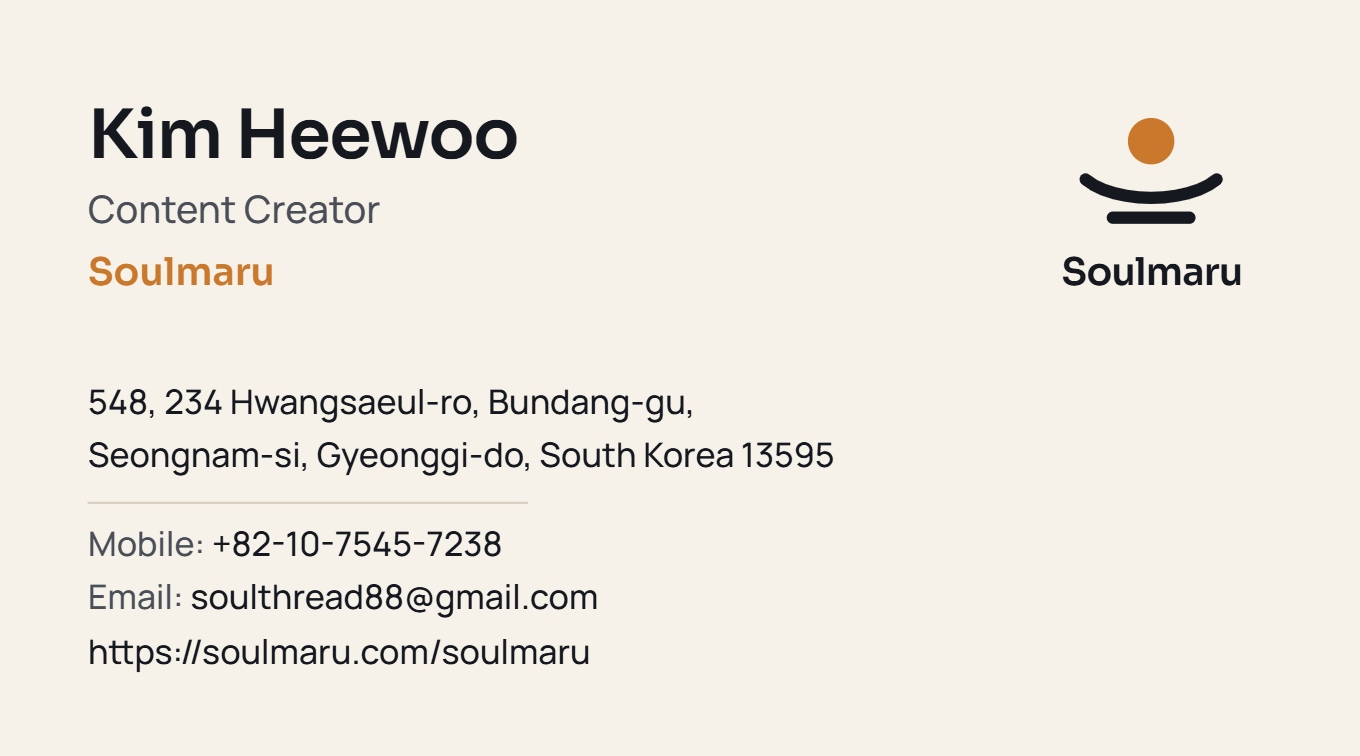 Kim Heewoo
Content Creator
Soulmaru
Soulmaru
548, 234 Hwangsaeul-ro, Bundang-gu,
Seongnam-si, Gyeonggi-do, South Korea 13595
Mobile: +82-10-7545-7238
Email: soulthread88@gmail.com
https://soulmaru.com/soulmaru